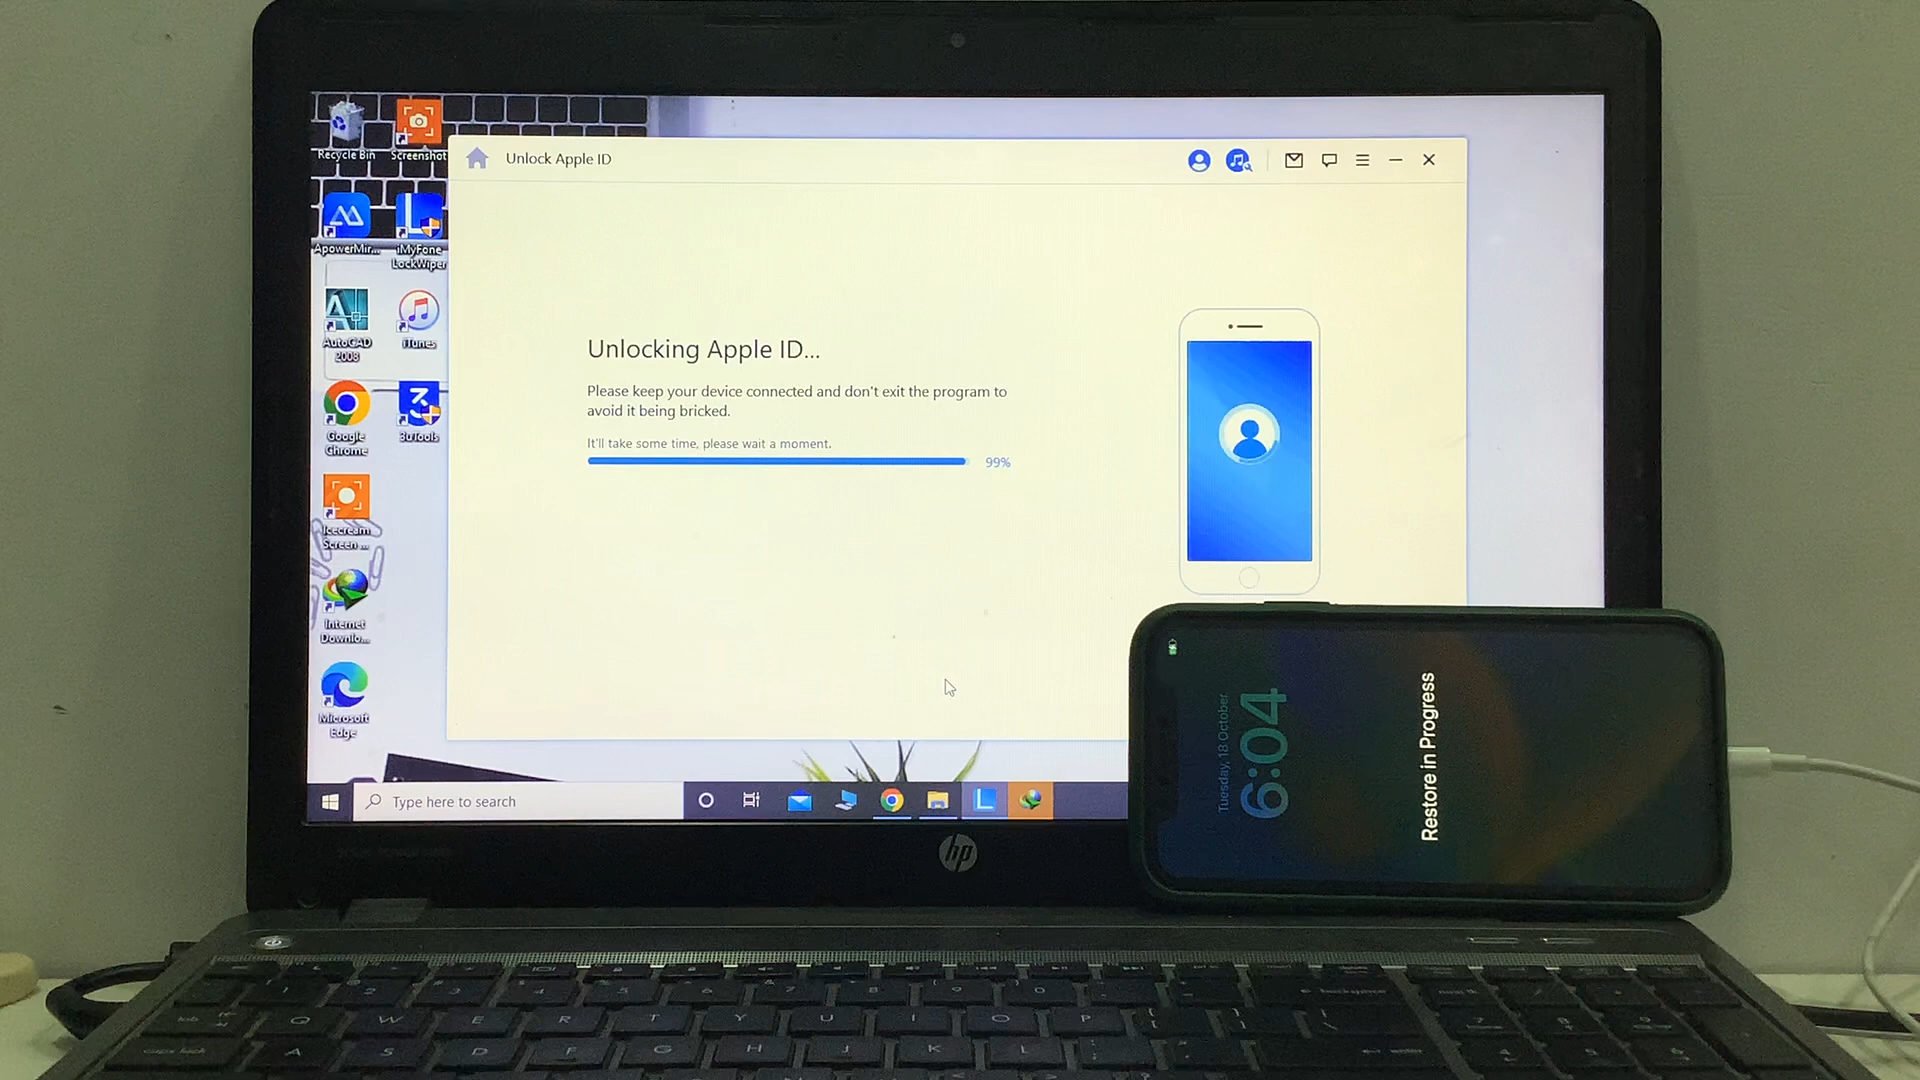 Recycle Bin
Screenshot
Unlock Apple ID
ApowerMir...
iMyFone
LockWiper
AutoCAD
2008
iTunes
Google
Chrome
3uTools
Icecream
Screen ...
Internet
Downlo...
Microsoft
Edge
Unlocking Apple ID...
Please keep your device connected and don't exit the program to
avoid it being bricked.
It'll take some time, please wait a moment.
99%
Type here to search
hp
Tuesday, 18 October
6:04
Restore in Progress
Q W E R T Y U I O P
A S D F G H J K L